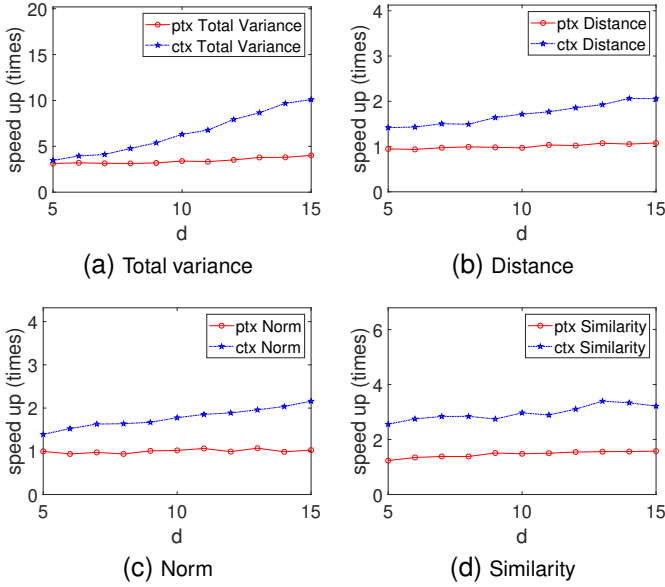 20
15
10
5
0
speed up (times)
ptx Total Variance
ctx Total Variance
5
10
15
d
(a) Total variance
4
3
2
1
0
speed up (times)
ptx Distance
ctx Distance
5
10
15
d
(b) Distance
4
3
2
1
0
speed up (times)
ptx Norm
ctx Norm
5
10
15
d
(c) Norm
6
4
2
0
speed up (times)
ptx Similarity
ctx Similarity
5
10
15
d
(d) Similarity